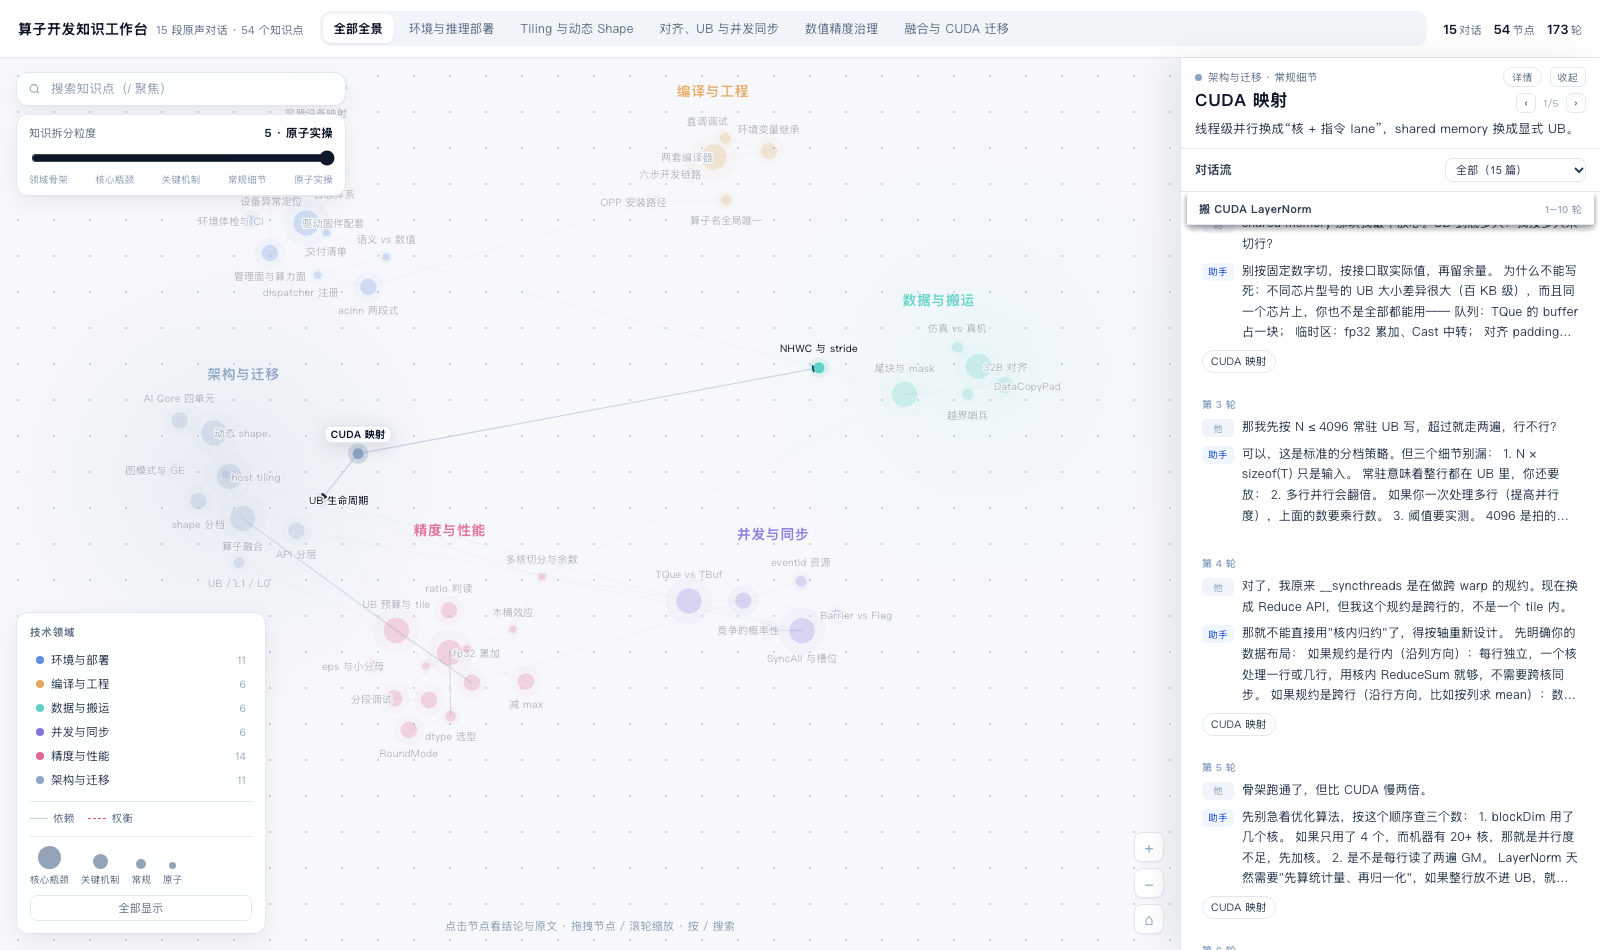 算子开发知识工作台
15 段原声对话 · 54 个知识点
全部全景
环境与推理部署
Tiling 与动态 Shape
对齐、UB 与并发同步
数值精度治理
融合与 CUDA 迁移
15 对话 54 节点 173 轮
搜索知识点（/ 聚焦）
知识拆分粒度
5 · 原子实操
领域骨架
核心瓶颈
关键机制
常规细节
原子实操
设备异常定位
环境体检与 CI
驱动固件配套
交付清单
语义 vs 数值
管理面与算力面
dispatcher 注册
aclnn 两段式
编译与工程
直调调试
环境变量继承
两套编译器
六步开发链路
OPP 安装路径
算子名全局唯一
数据与搬运
仿真 vs 真机
NHWC 与 stride
尾块与 mask
32B 对齐
DataCopyPad
越界哨兵
架构与迁移
AI Core 四单元
动态 shape
CUDA 映射
图模式与 GE
host tiling
UB 生命周期
shape 分档
算子融合
API 分层
UB / L1 / L0
精度与性能
多核切分与余数
ratio 判读
UB 预算与 tile
木桶效应
fp32 累加
eps 与小分母
分段调试
减 max
dtype 选型
RoundMode
并发与同步
TQue vs TBuf
eventId 资源
Barrier vs Flag
竞争的概率性
SyncAll 与槽位
技术领域
环境与部署 11
编译与工程 6
数据与搬运 6
并发与同步 6
精度与性能 14
架构与迁移 11
依赖
权衡
核心瓶颈
关键机制
常规
原子
全部显示
点击节点看结论与原文 · 拖拽节点 / 滚轮缩放 · 按 / 搜索
+
−
⌂
架构与迁移 · 常规细节
详情
收起
CUDA 映射
‹ 1/5 ›
线程级并行换成“核 + 指令 lane”，shared memory 换成显式 UB。
对话流
全部（15 篇）
搬 CUDA LayerNorm
1–10 轮
切行？
助手
别按固定数字切，按接口取实际值，再留余量。 为什么不能写
死：不同芯片型号的 UB 大小差异很大（百 KB 级），而且同
一个芯片上，你也不是全部都能用—— 队列：TQue 的 buffer
占一块； 临时区：fp32 累加、Cast 中转； 对齐 padding...
CUDA 映射
第 3 轮
他
那我先按 N ≤ 4096 常驻 UB 写，超过就走两遍，行不行？
助手
可以，这是标准的分档策略。但三个细节别漏： 1. N ×
sizeof(T) 只是输入。 常驻意味着整行都在 UB 里，你还要
放： 2. 多行并行会翻倍。 如果你一次处理多行（提高并行
度），上面的数要乘行数。 3. 阈值要实测。 4096 是拍的...
第 4 轮
他
对了，我原来 __syncthreads 是在做跨 warp 的规约。现在换
成 Reduce API，但我这个规约是跨行的，不是一个 tile 内。
助手
那就不能直接用"核内归约"了，得按轴重新设计。 先明确你的
数据布局： 如果规约是行内（沿列方向）：每行独立，一个核
处理一行或几行，用核内 ReduceSum 就够，不需要跨核同
步。 如果规约是跨行（沿行方向，比如按列求 mean）：数...
CUDA 映射
第 5 轮
他
骨架跑通了，但比 CUDA 慢两倍。
助手
先别急着优化算法，按这个顺序查三个数： 1. blockDim 用了
几个核。 如果只用了 4 个，而机器有 20+ 核，那就是并行度
不足，先加核。 2. 是不是每行读了两遍 GM。 LayerNorm 天
然需要"先算统计量、再归一化"，如果整行放不进 UB，就...
CUDA 映射